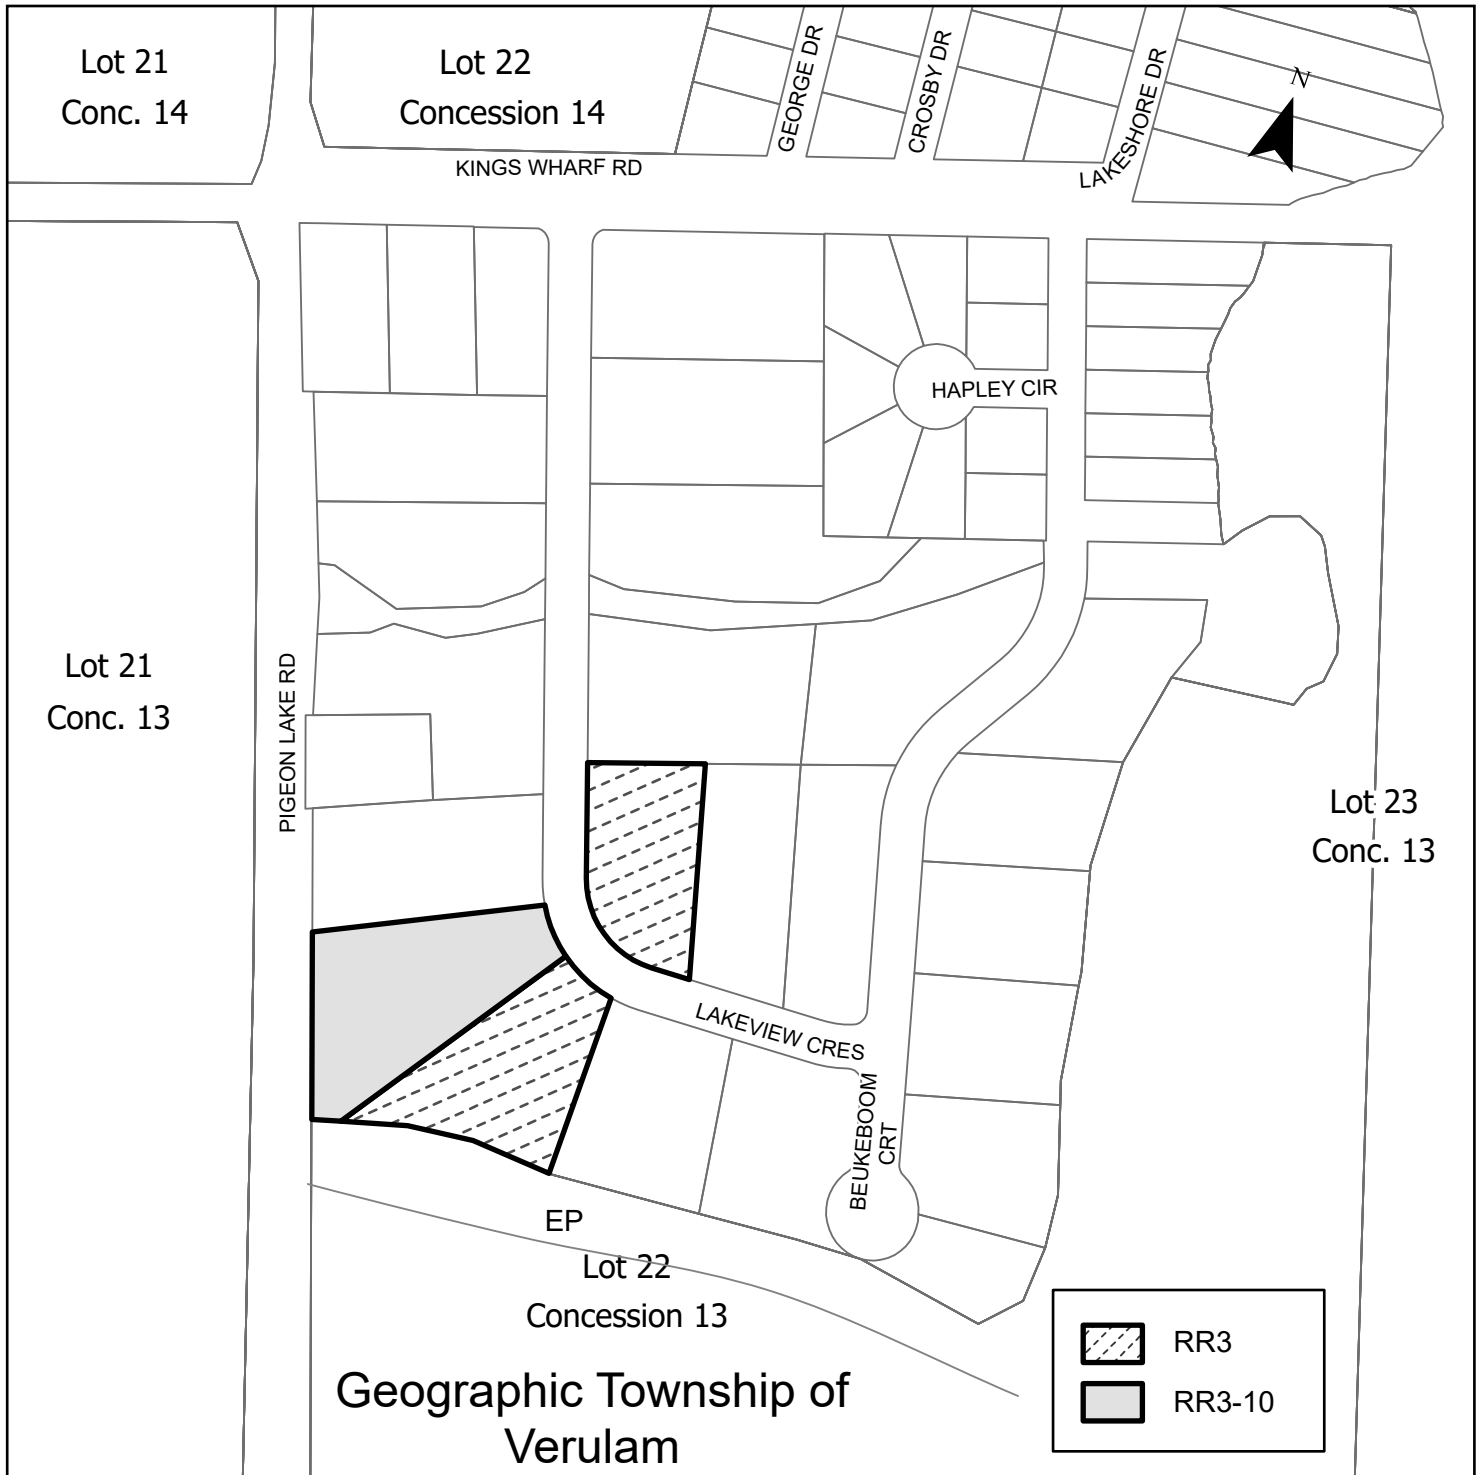 Lot 21
Conc. 14
Lot 22
Concession 14
GEORGE DR
CROSBY DR
LAKESHORE DR
N
KINGS WHARF RD
HAPLEY CIR
Lot 21
Conc. 13
PIGEON LAKE RD
Lot 23
Conc. 13
LAKEVIEW CRES
BEUKEBOOM
CRT
EP
Lot 22
Concession 13
RR3
RR3-10
Geographic Township of
Verulam